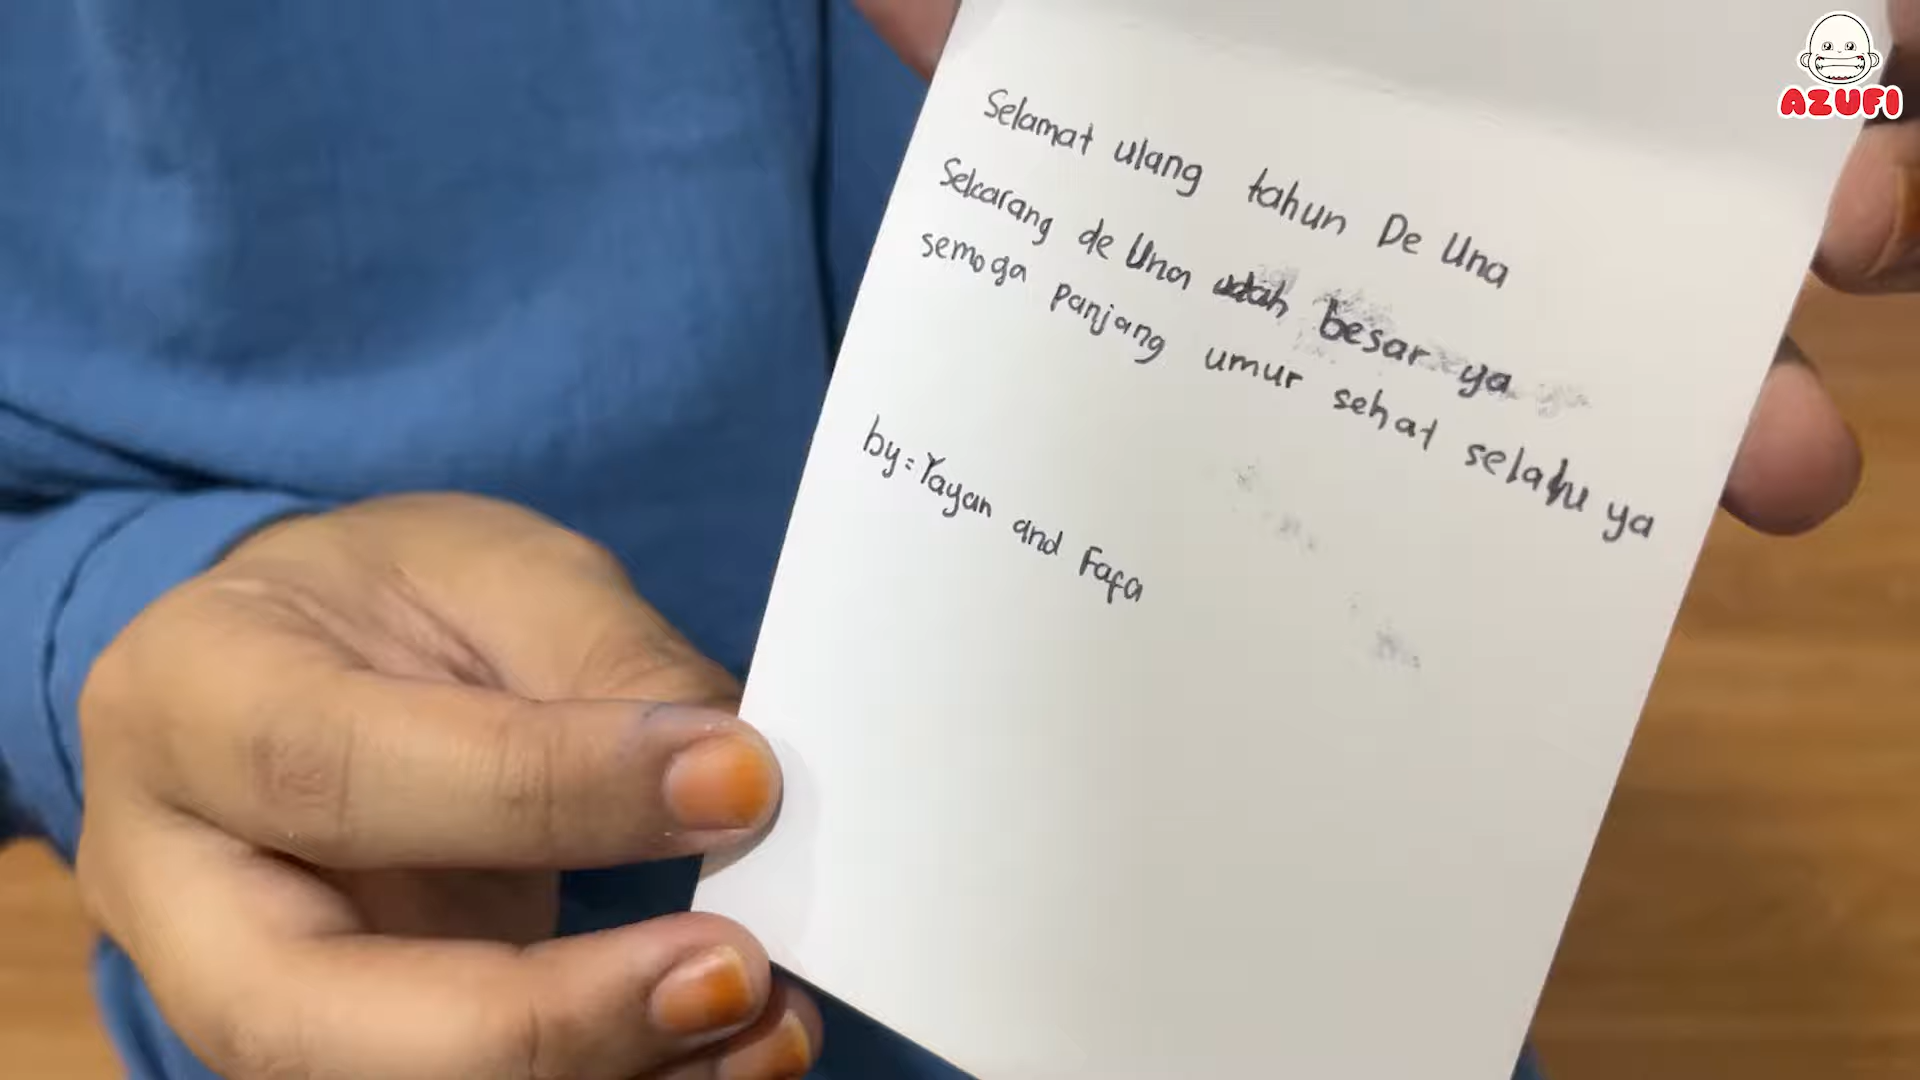 AZUFI
Selamat ulang tahun De Una
Sekarang de Una udah besar ya
semoga panjang umur sehat selalu ya
by = Yayan and Fafa